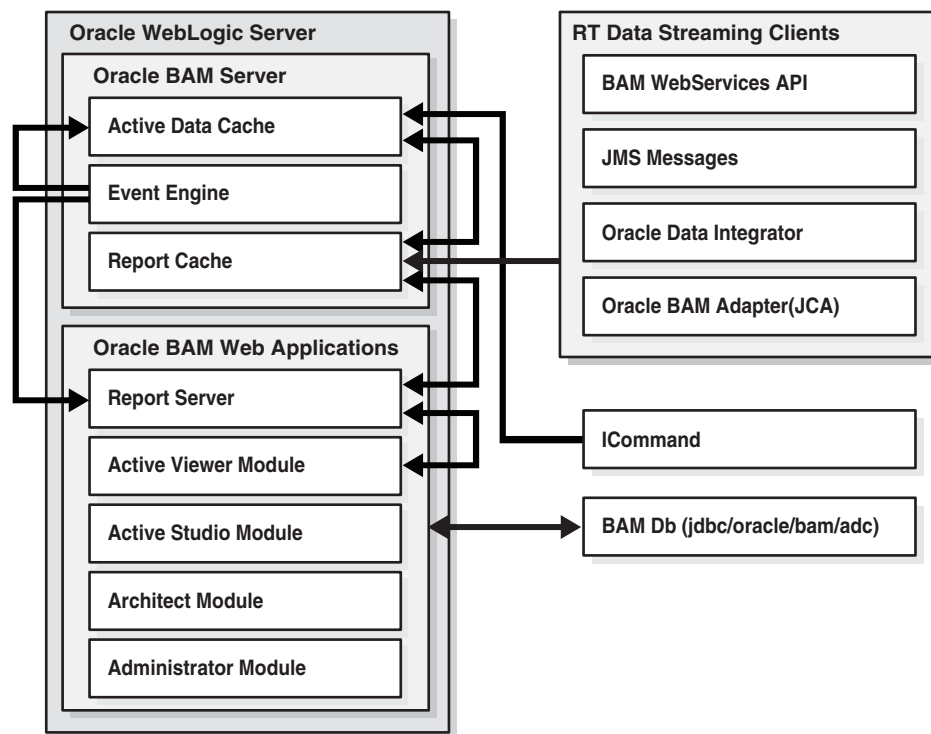 Oracle WebLogic Server
Oracle BAM Server
Active Data Cache
Event Engine
Report Cache
Oracle BAM Web Applications
Report Server
Active Viewer Module
Active Studio Module
Architect Module
Administrator Module
RT Data Streaming Clients
BAM WebServices API
JMS Messages
Oracle Data Integrator
Oracle BAM Adapter(JCA)
ICommand
BAM Db (jdbc/oracle/bam/adc)